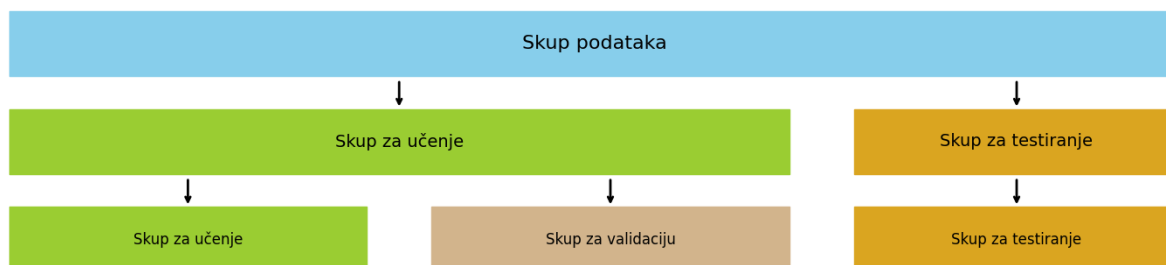 Skup podataka
Skup za učenje
Skup za testiranje
Skup za učenje
Skup za validaciju
Skup za testiranje